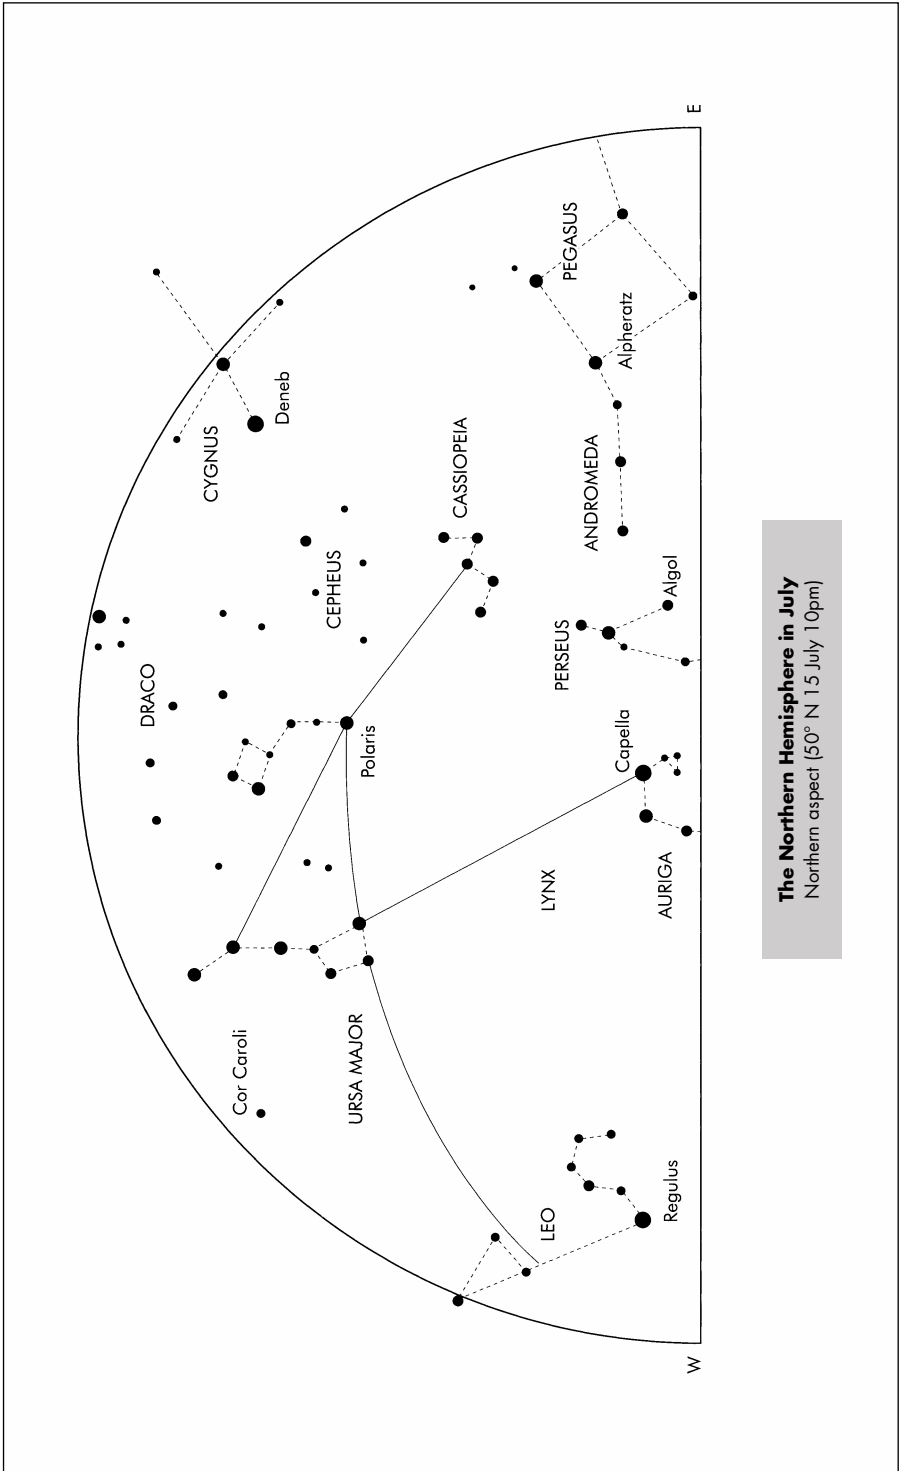 E
PEGASUS
Alpheratz
Deneb
CYGNUS
CASSIOPEIA
ANDROMEDA
CEPHEUS
Algol
PERSEUS
DRACO
Polaris
Capella
LYNX
AURIGA
Cor Caroli
URSA MAJOR
LEO
Regulus
W
The Northern Hemisphere in July
Northern aspect (50° N 15 July 10pm)